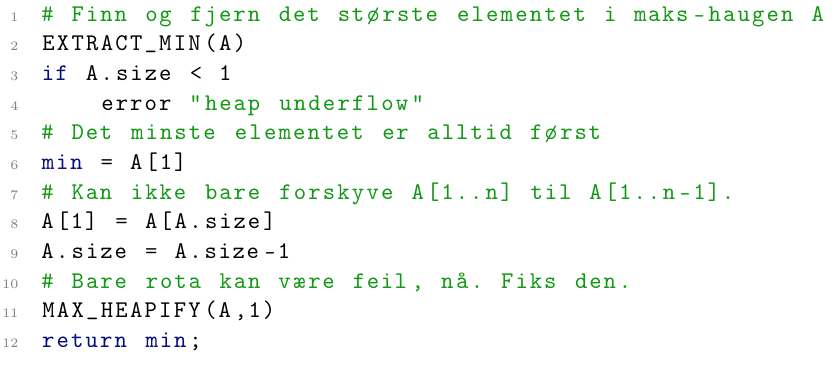 1 # Finn og fjern det største elementet i maks-haugen A
2 EXTRACT_MIN(A)
3 if A.size < 1
4     error "heap underflow"
5 # Det minste elementet er alltid først
6 min = A[1]
7 # Kan ikke bare forskyve A[1..n] til A[1..n-1].
8 A[1] = A[A.size]
9 A.size = A.size-1
10 # Bare rota kan være feil, nå. Fiks den.
11 MAX_HEAPIFY(A,1)
12 return min;